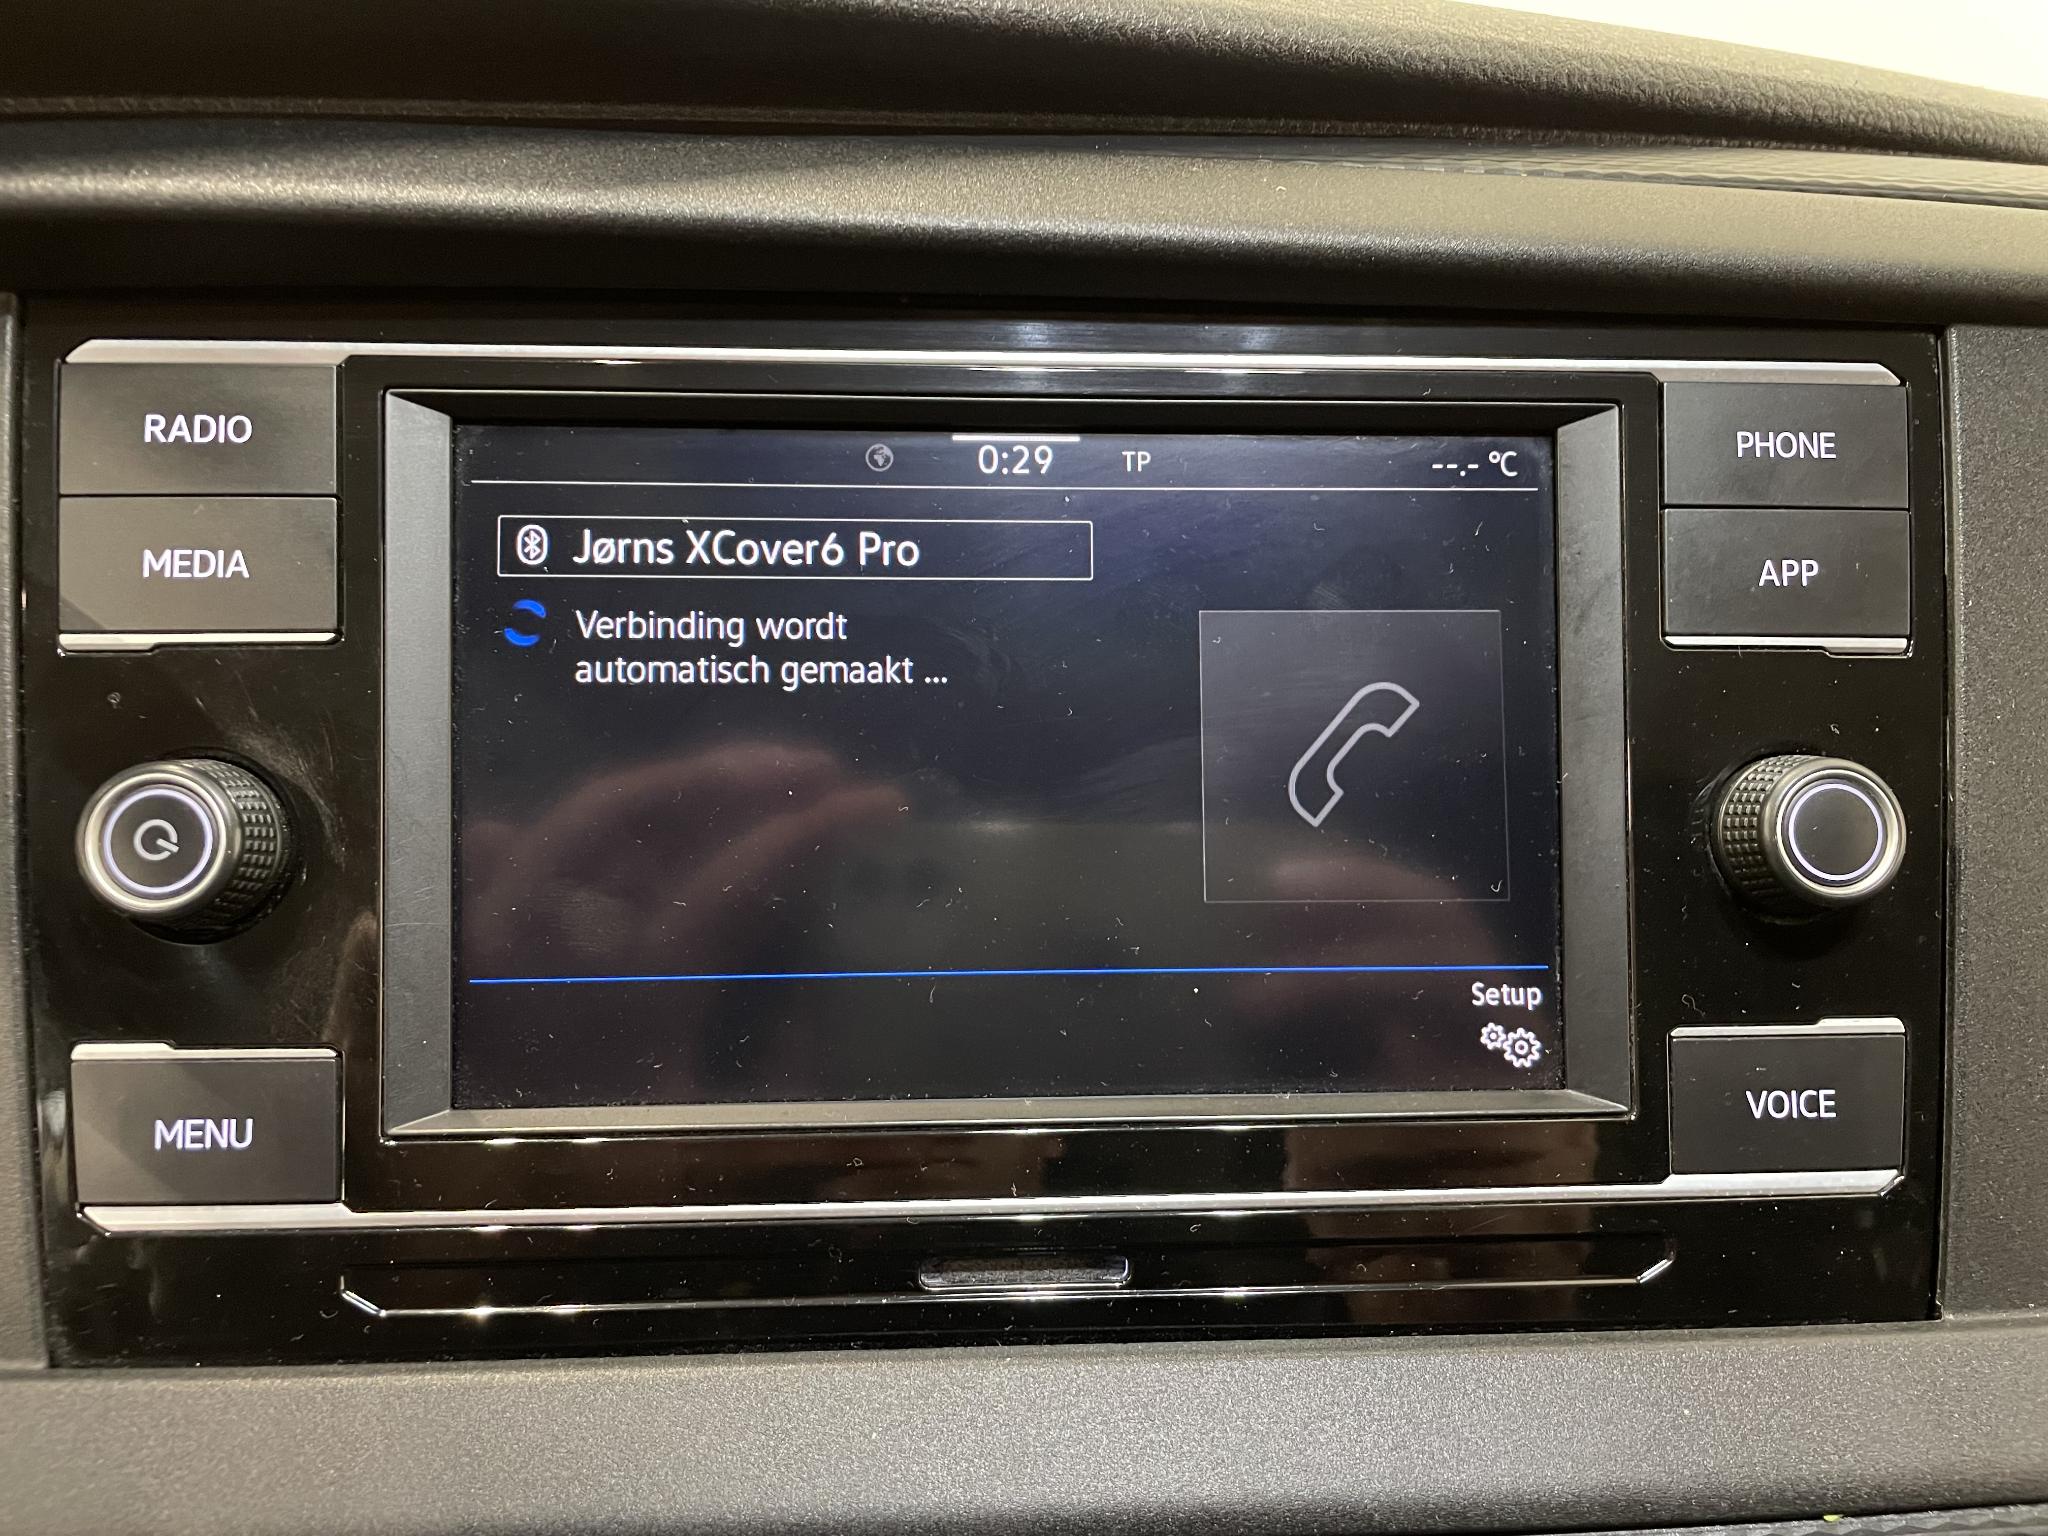 RADIO
MEDIA
MENU
0:29
TP
--.- °C
Jørns XCover6 Pro
Verbinding wordt
automatisch gemaakt ...
Setup
PHONE
APP
VOICE